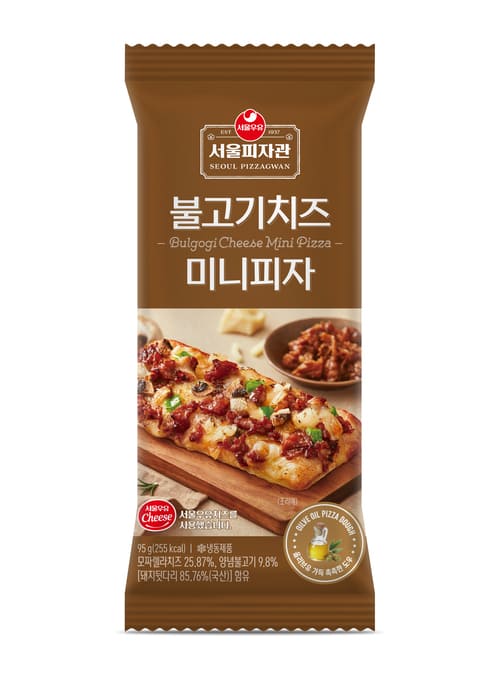 서울우유
EST 1937
서울피자관
SEOUL PIZZAGWAN
불고기치즈
Bulgogi Cheese Mini Pizza
미니피자
(조리예)
서울우유
Cheese
서울우유치즈를
사용했습니다.
OLIVE OIL PIZZA DOUGH
올리브유 가득 촉촉한 도우
95 g (255 kcal) | 냉동제품
모짜렐라치즈 25.87%, 양념불고기 9.8%
[돼지뒷다리 85.76%(국산)] 함유